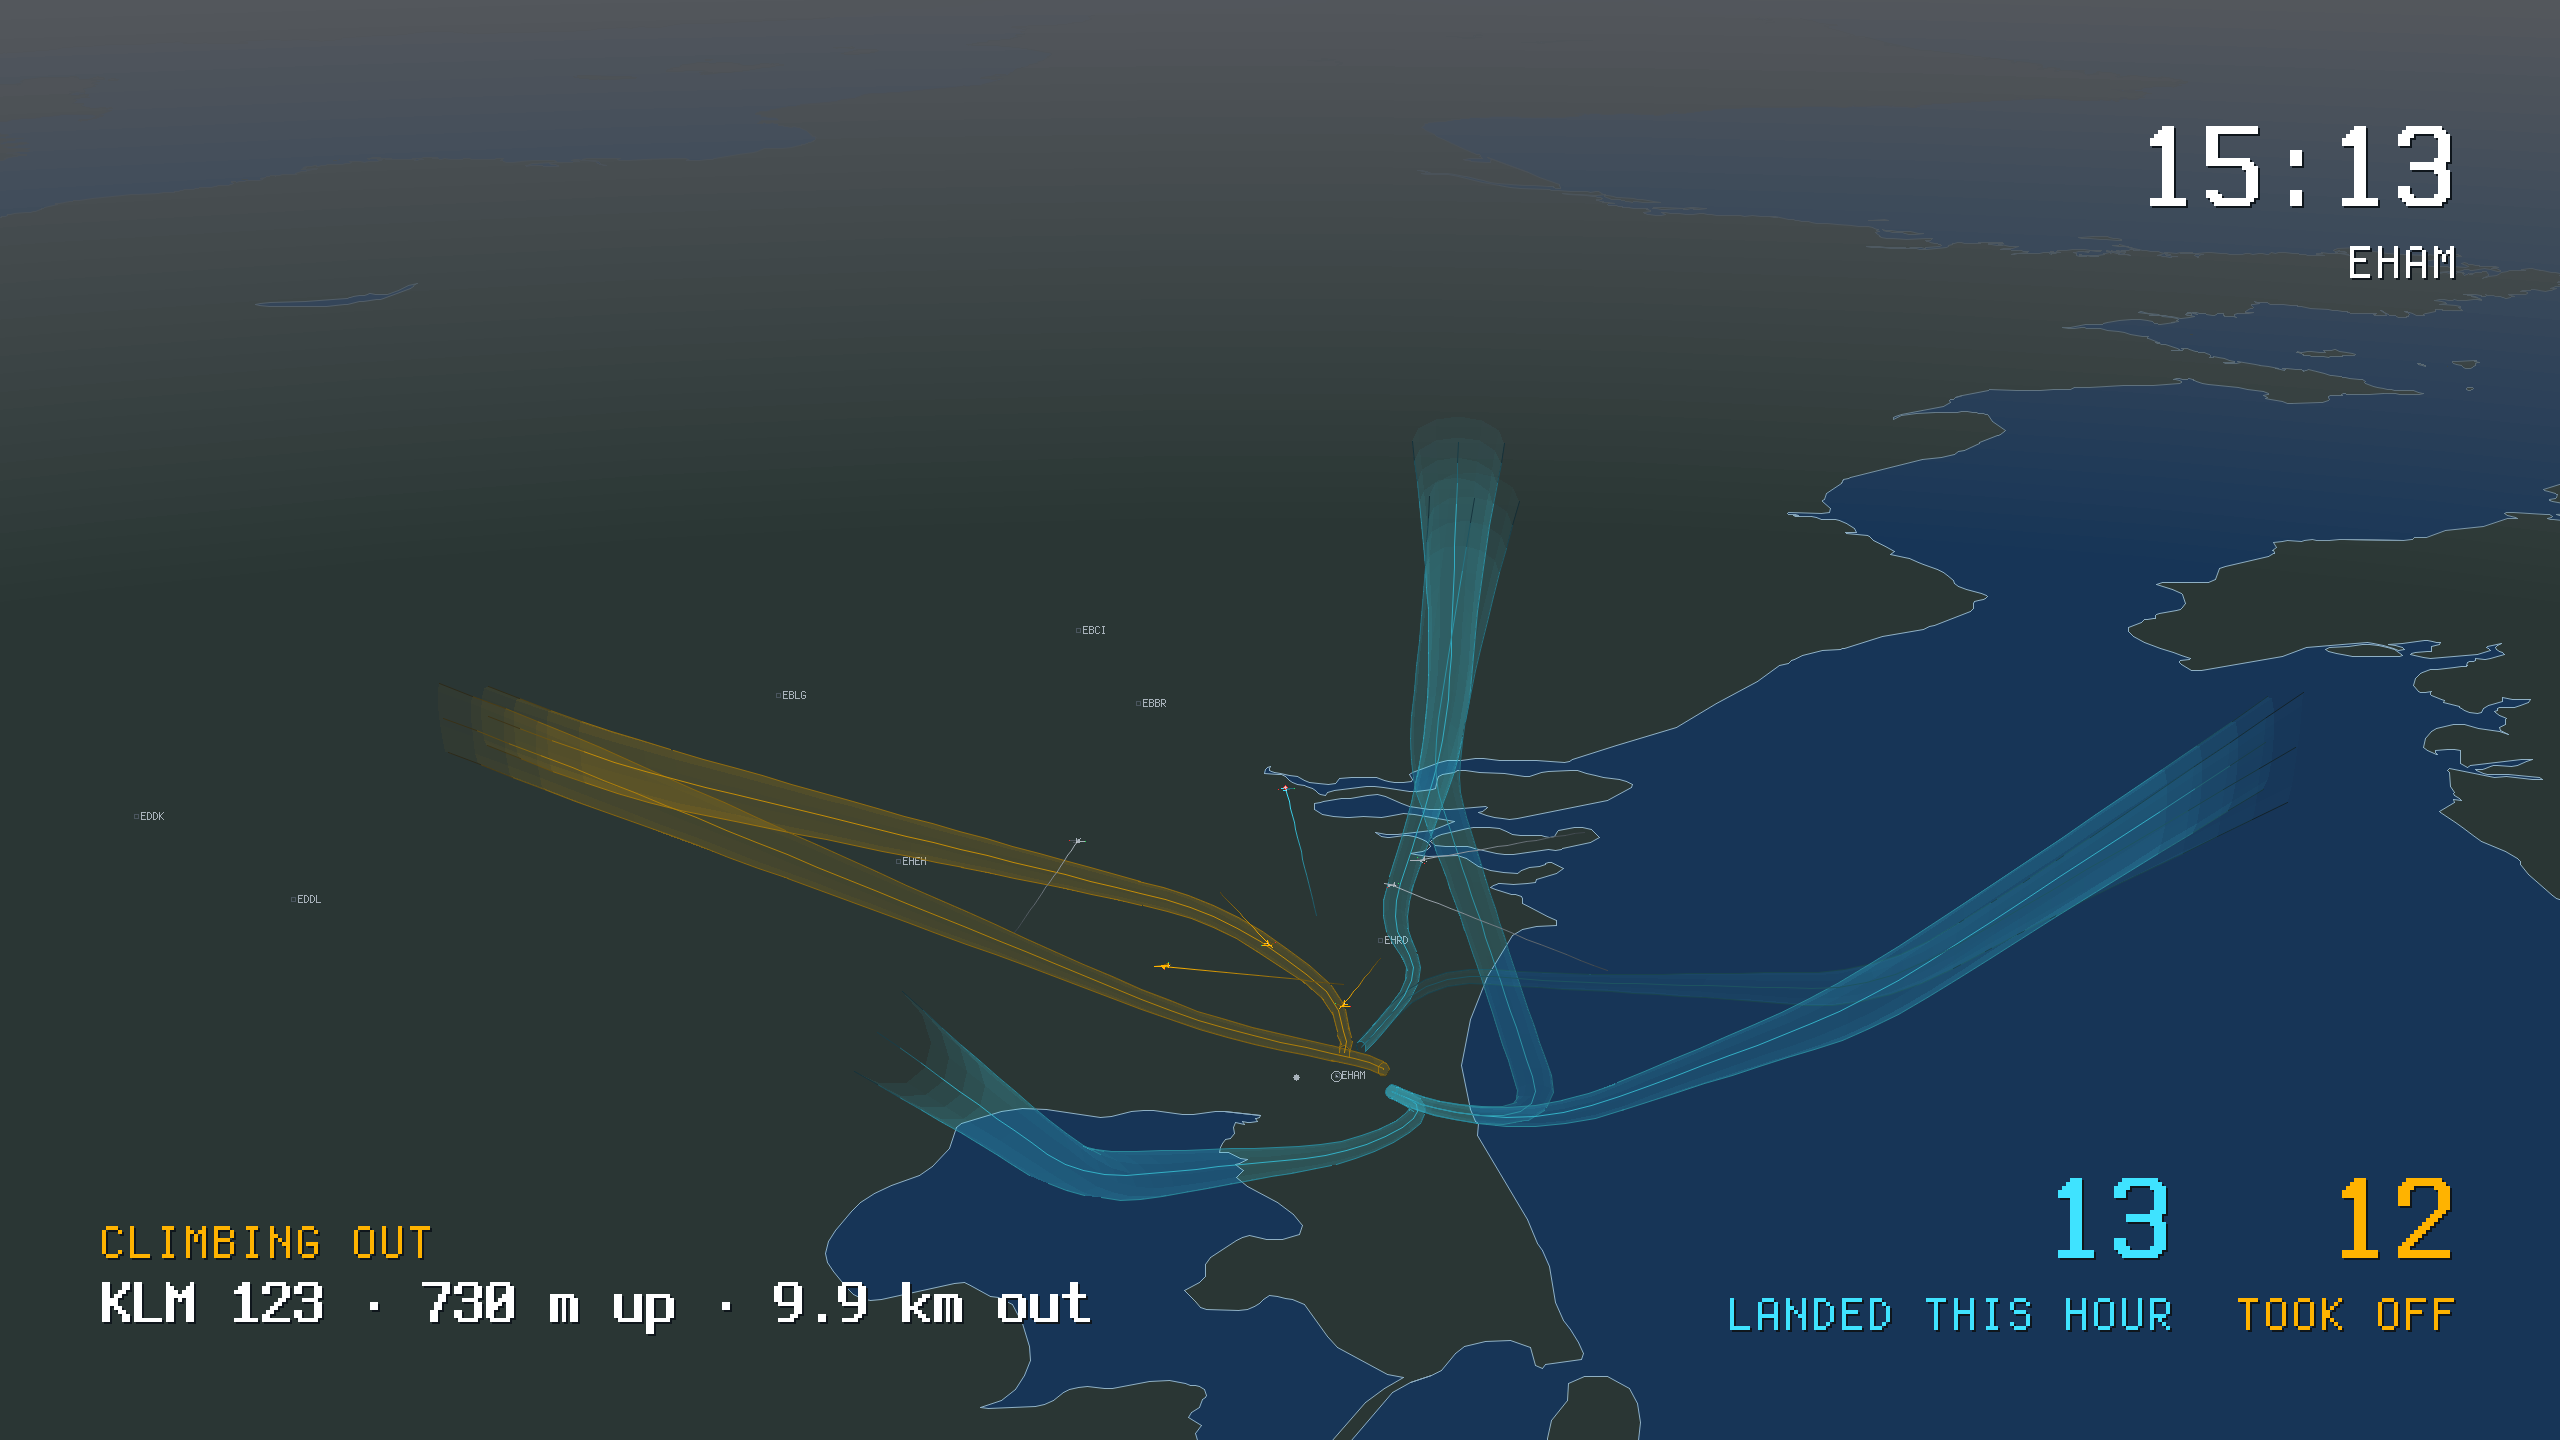 15:13
EHAM
EBCI
EBLG
EBBR
EDDK
EHEH
EDDL
EHRD
EHAM
CLIMBING OUT
KLM 123 · 730 m up · 9.9 km out
13 12
LANDED THIS HOUR TOOK OFF